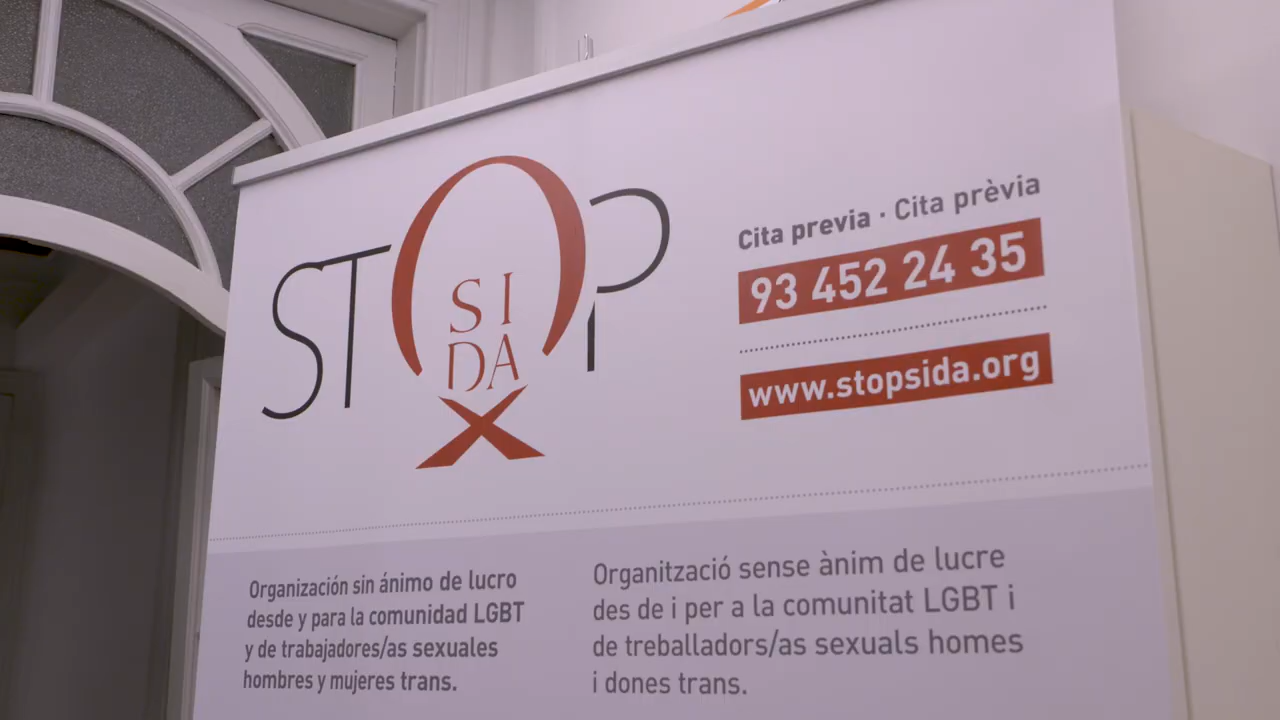 STOP
SI
DA
Cita previa · Cita prèvia
93 452 24 35
www.stopsida.org
Organización sin ánimo de lucro
desde y para la comunidad LGBT
y de trabajadores/as sexuales
hombres y mujeres trans.
Organització sense ànim de lucre
des de i per a la comunitat LGBT i
de treballadors/as sexuals homes
i dones trans.